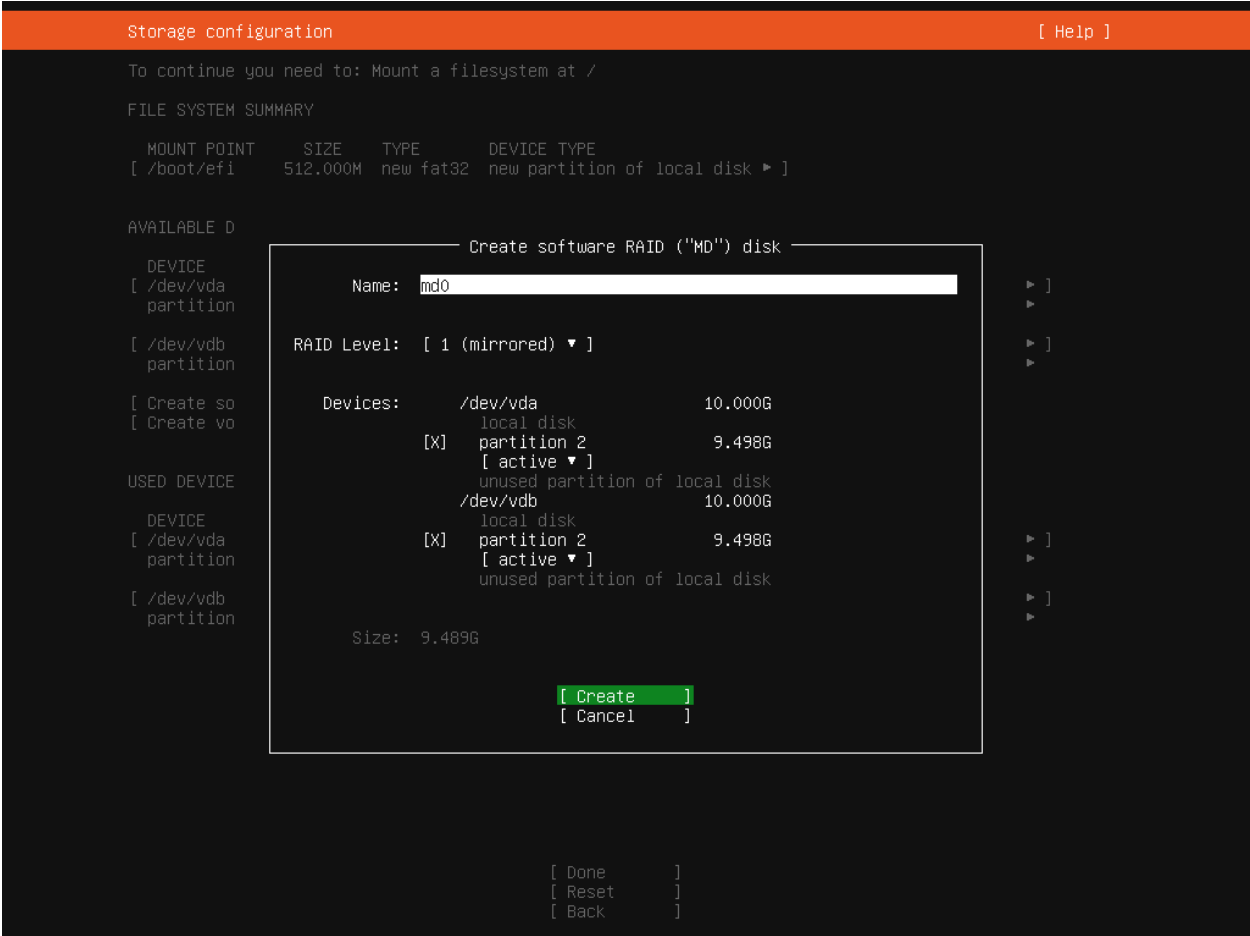 Storage configuration [ Help ]
To continue you need to: Mount a filesystem at /
FILE SYSTEM SUMMARY
MOUNT POINT SIZE TYPE DEVICE TYPE
[ /boot/efi 512.000M new fat32 new partition of local disk ▸ ]
AVAILABLE D
DEVICE
[ /dev/vda ▸ ]
partition ▸
[ /dev/vdb ▸ ]
partition ▸
[ Create so
[ Create vo
USED DEVICE
DEVICE
[ /dev/vda ▸ ]
partition ▸
[ /dev/vdb ▸ ]
partition ▸
Create software RAID ("MD") disk
Name: md0
RAID Level: [ 1 (mirrored) ▾ ]
Devices: /dev/vda 10.000G
local disk
[X] partition 2 9.498G
[ active ▾ ]
unused partition of local disk
/dev/vdb 10.000G
local disk
[X] partition 2 9.498G
[ active ▾ ]
unused partition of local disk
Size: 9.489G
[ Create ]
[ Cancel ]
[ Done ]
[ Reset ]
[ Back ]